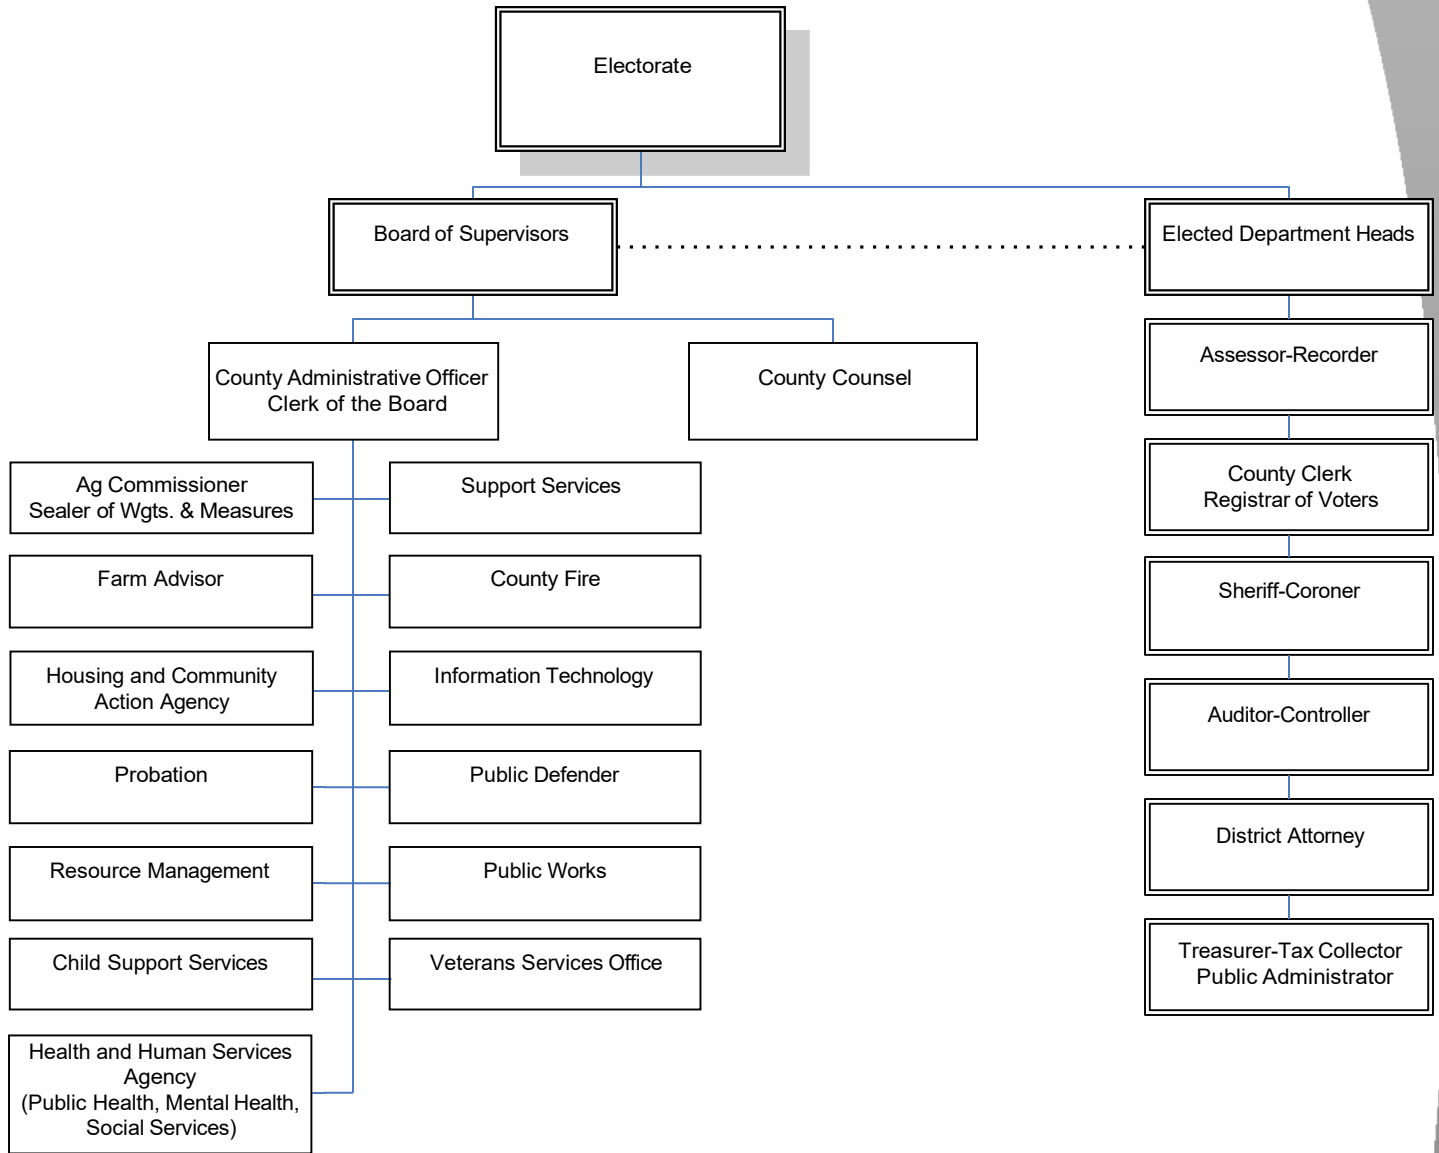 Electorate
Board of Supervisors
Elected Department Heads
County Administrative Officer
Clerk of the Board
County Counsel
Assessor-Recorder
County Clerk
Registrar of Voters
Sheriff-Coroner
Auditor-Controller
District Attorney
Treasurer-Tax Collector
Public Administrator
Ag Commissioner
Sealer of Wgts. & Measures
Support Services
Farm Advisor
County Fire
Housing and Community
Action Agency
Information Technology
Probation
Public Defender
Resource Management
Public Works
Child Support Services
Veterans Services Office
Health and Human Services
Agency
(Public Health, Mental Health,
Social Services)